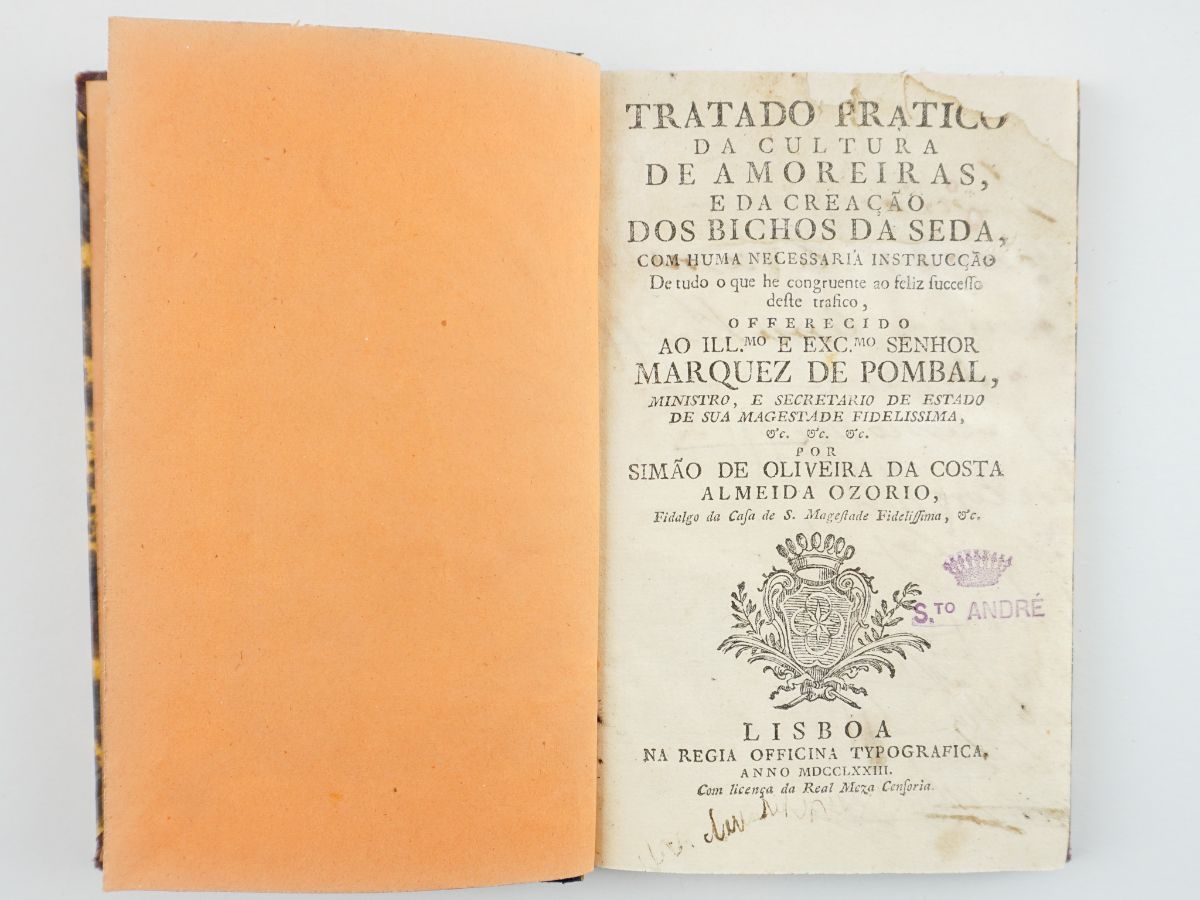 TRATADO PRATICO
DA CULTURA
DE AMOREIRAS,
E DA CREAÇÃO
DOS BICHOS DA SEDA,
COM HUMA NECESSARIA INSTRUCÇÃO
De tudo o que he congruente ao feliz ſucceſſo
deſte trafico,
OFFERECIDO
AO ILL.MO E EXC.MO SENHOR
MARQUEZ DE POMBAL,
MINISTRO, E SECRETARIO DE ESTADO
DE SUA MAGESTADE FIDELISSIMA,
&c. &c. &c.
POR
SIMÃO DE OLIVEIRA DA COSTA
ALMEIDA OZORIO,
Fidalgo da Caſa de S. Mageſtade Fideliſſima, &c.
S.TO ANDRÉ
LISBOA
NA REGIA OFFICINA TYPOGRAFICA.
ANNO MDCCLXXIII.
Com licença da Real Meza Cenſoria.